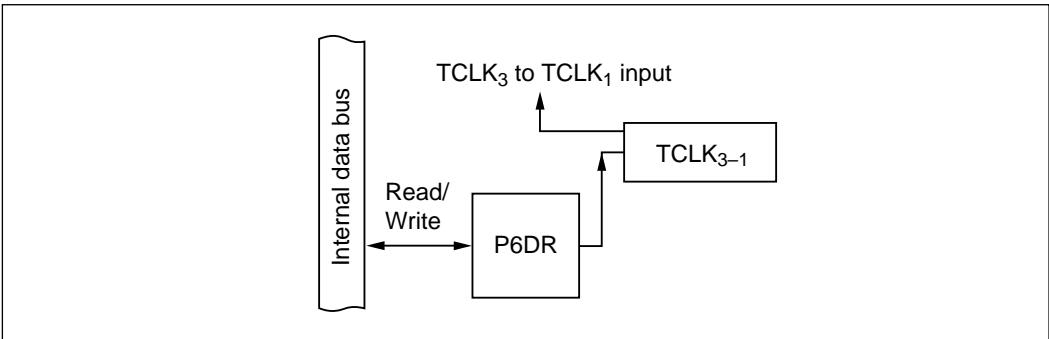 TCLK₃ to TCLK₁ input
TCLK₃₋₁
Internal data bus
Read/
Write
P6DR